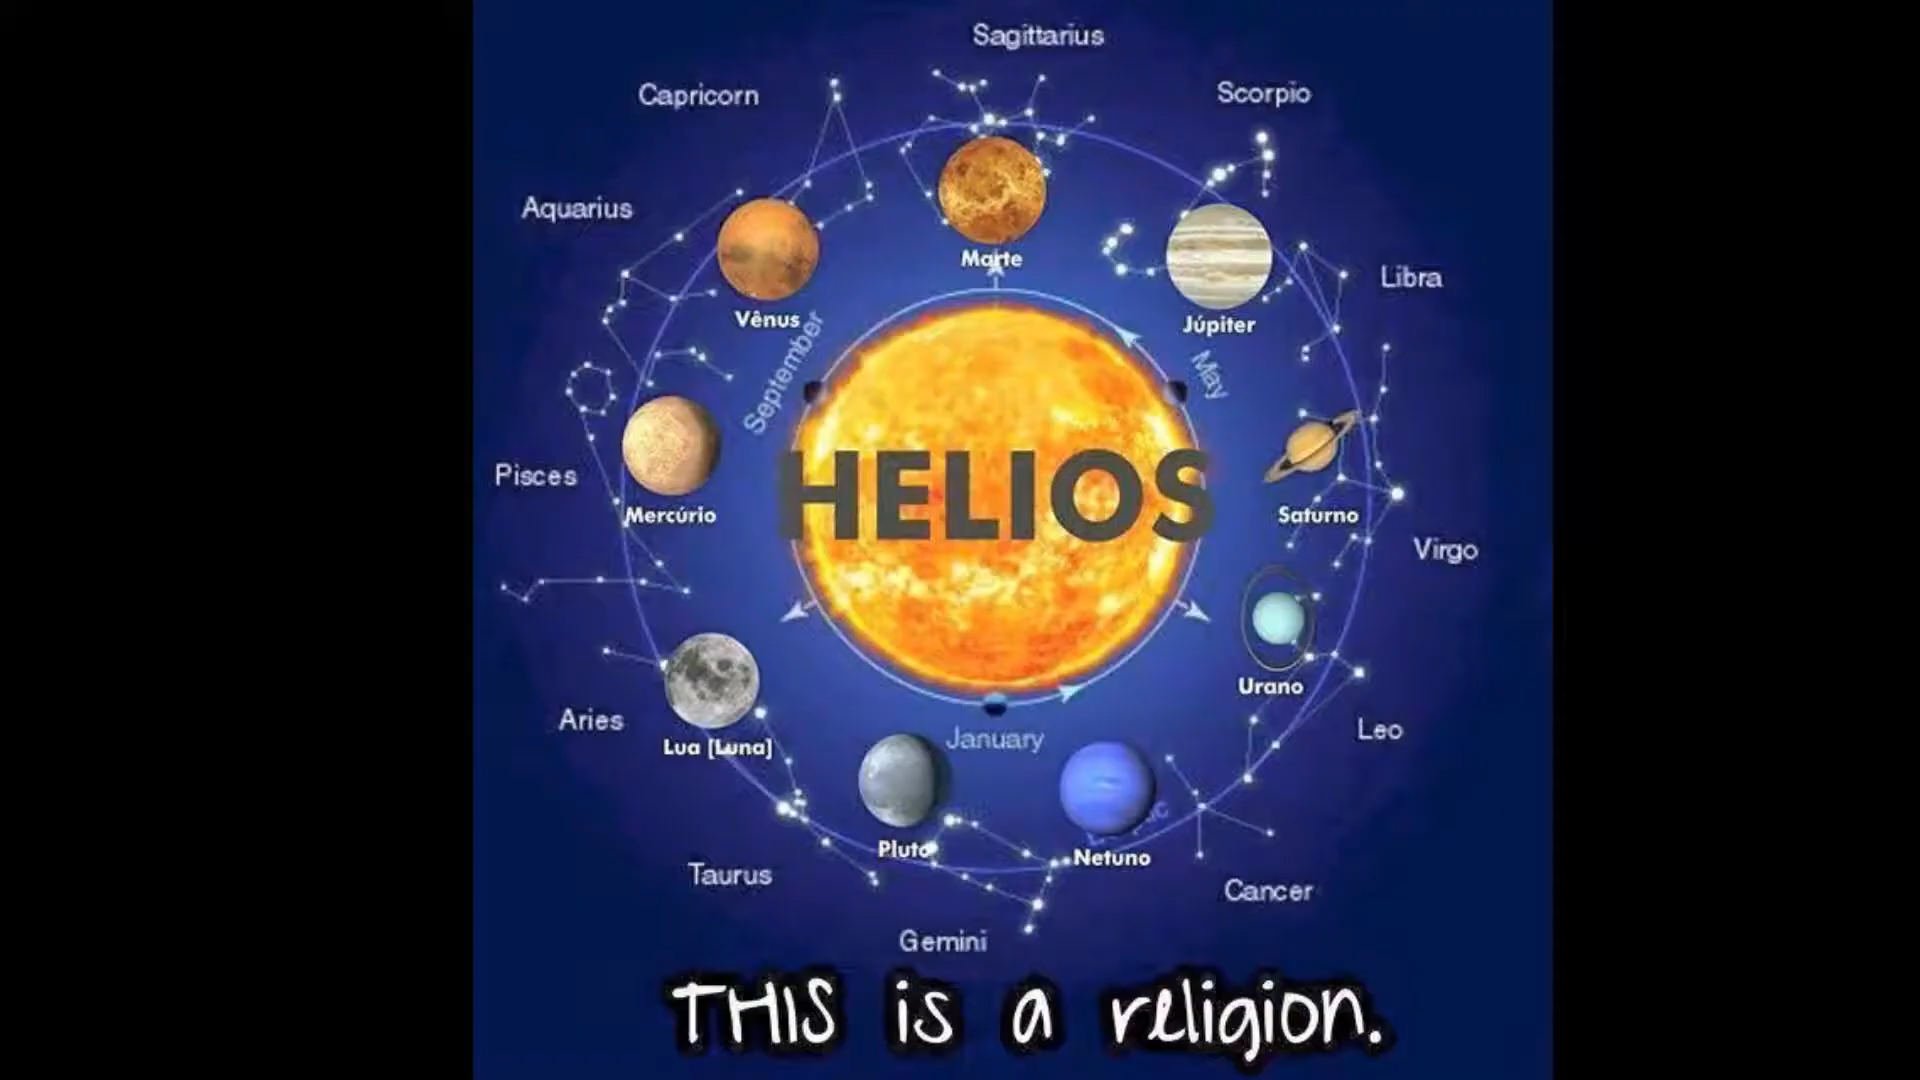 Sagittarius
Capricorn
Scorpio
Aquarius
Marte
Libra
Vênus
Júpiter
September
May
Pisces
HELIOS
Mercúrio
Saturno
Virgo
Urano
Aries
Lua [Luna]
January
Leo
Pluto
Netuno
Taurus
Cancer
Gemini
THIS is a religion.